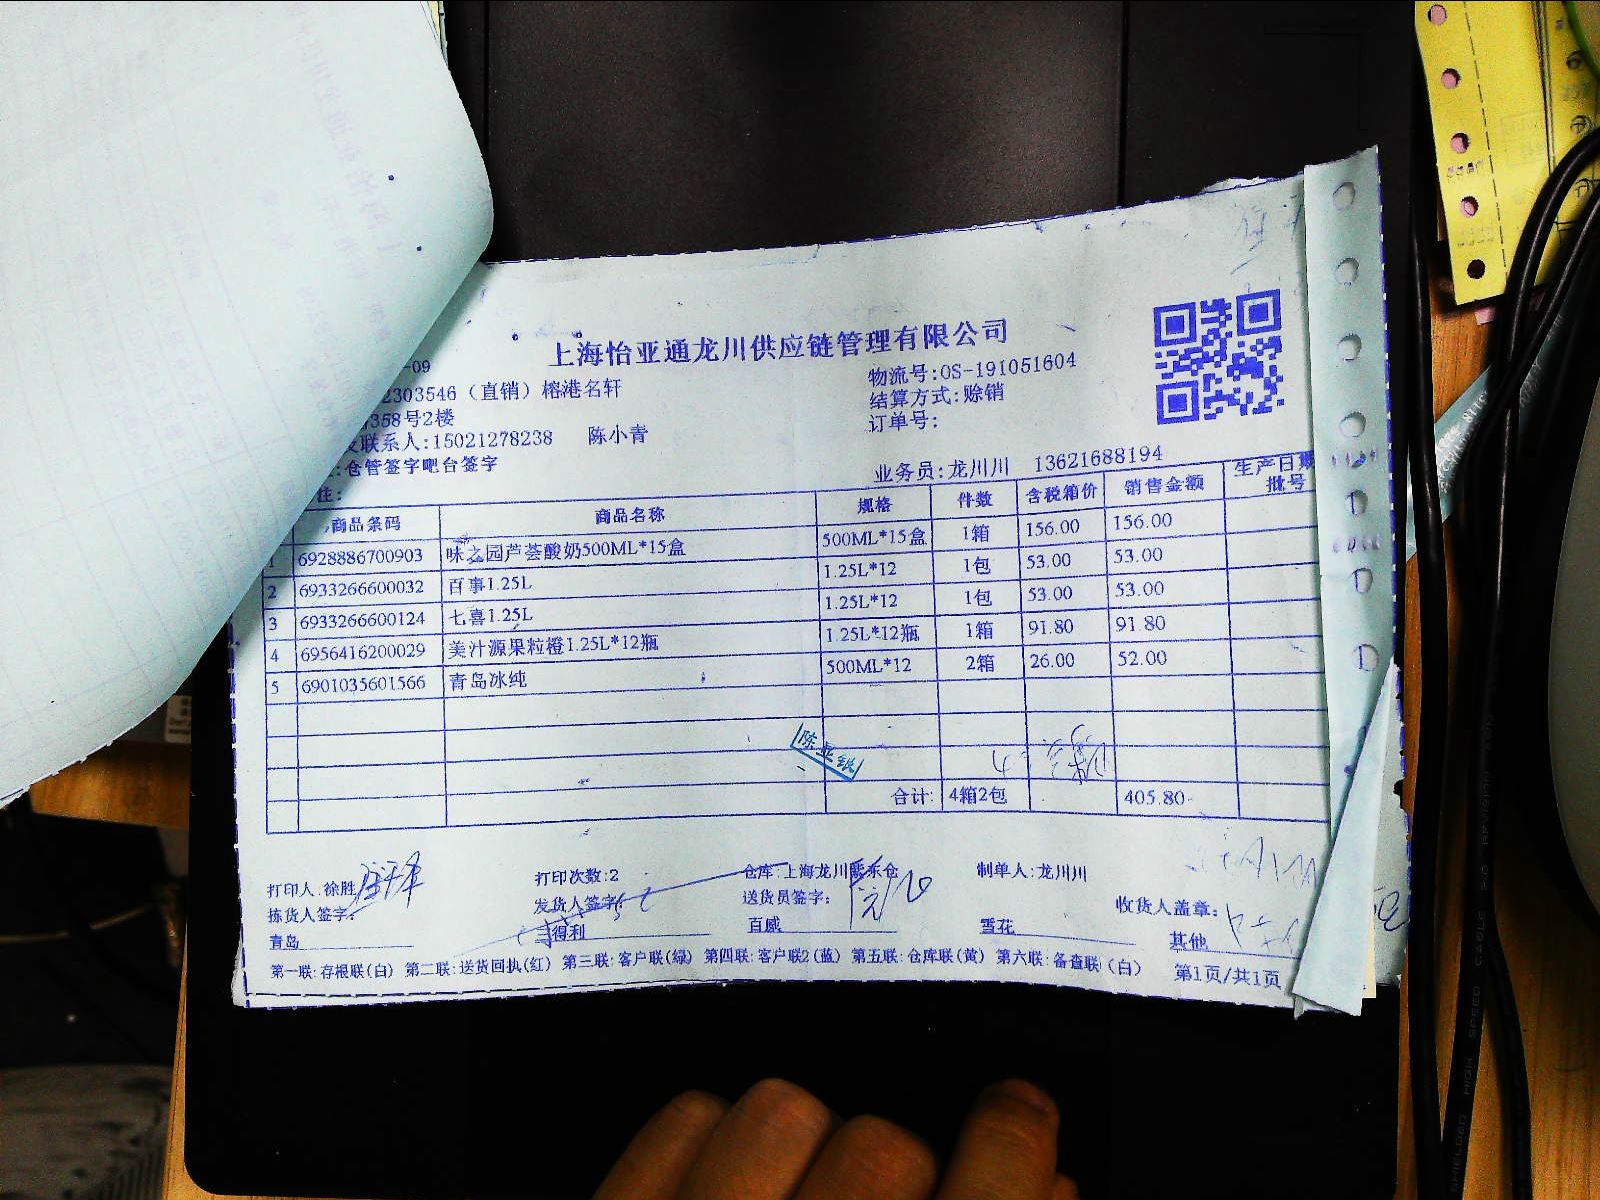 上海怡亚通龙川供应链管理有限公司
-09
物流号:OS-191051604
2303546（直销）榕港名轩
结算方式:赊销
358号2楼
订单号:
联系人:15021278238 陈小青
:仓管签字吧台签字
业务员:龙川川 13621688194
注:
商品条码 商品名称 规格 件数 含税箱价 销售金额 生产日期 批号
1 6928886700903 味之园芦荟酸奶500ML*15盒 500ML*15盒 1箱 156.00 156.00
2 6933266600032 百事1.25L 1.25L*12 1包 53.00 53.00
3 6933266600124 七喜1.25L 1.25L*12 1包 53.00 53.00
4 6956416200029 美汁源果粒橙1.25L*12瓶 1.25L*12瓶 1箱 91.80 91.80
5 6901035601566 青岛冰纯 500ML*12 2箱 26.00 52.00
合计: 4箱2包 405.80
打印人:徐胜 打印次数:2 仓库:上海龙川 东仓 制单人:龙川川
拣货人签字: 发货人签字: 送货员签字: 收货人盖章:
青岛 得利 百威 雪花 其他
第一联:存根联(白) 第二联:送货回执(红) 第三联:客户联(绿) 第四联:客户联2(蓝) 第五联:仓库联(黄) 第六联:备查联(白) 第1页/共1页